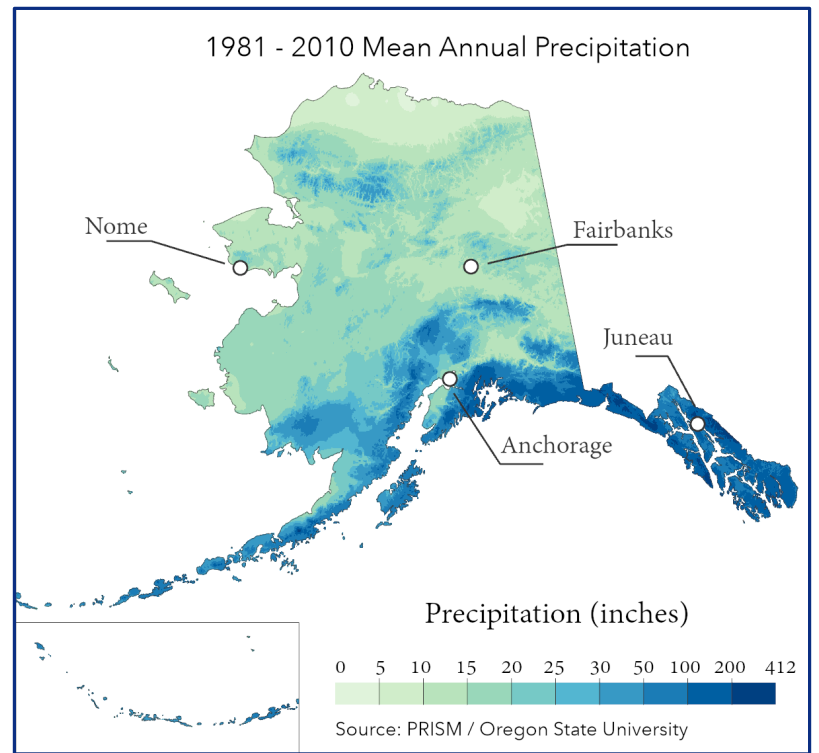 1981 - 2010 Mean Annual Precipitation
Nome
Fairbanks
Juneau
Anchorage
Precipitation (inches)
0 5 10 15 20 25 30 50 100 200 412
Source: PRISM / Oregon State University